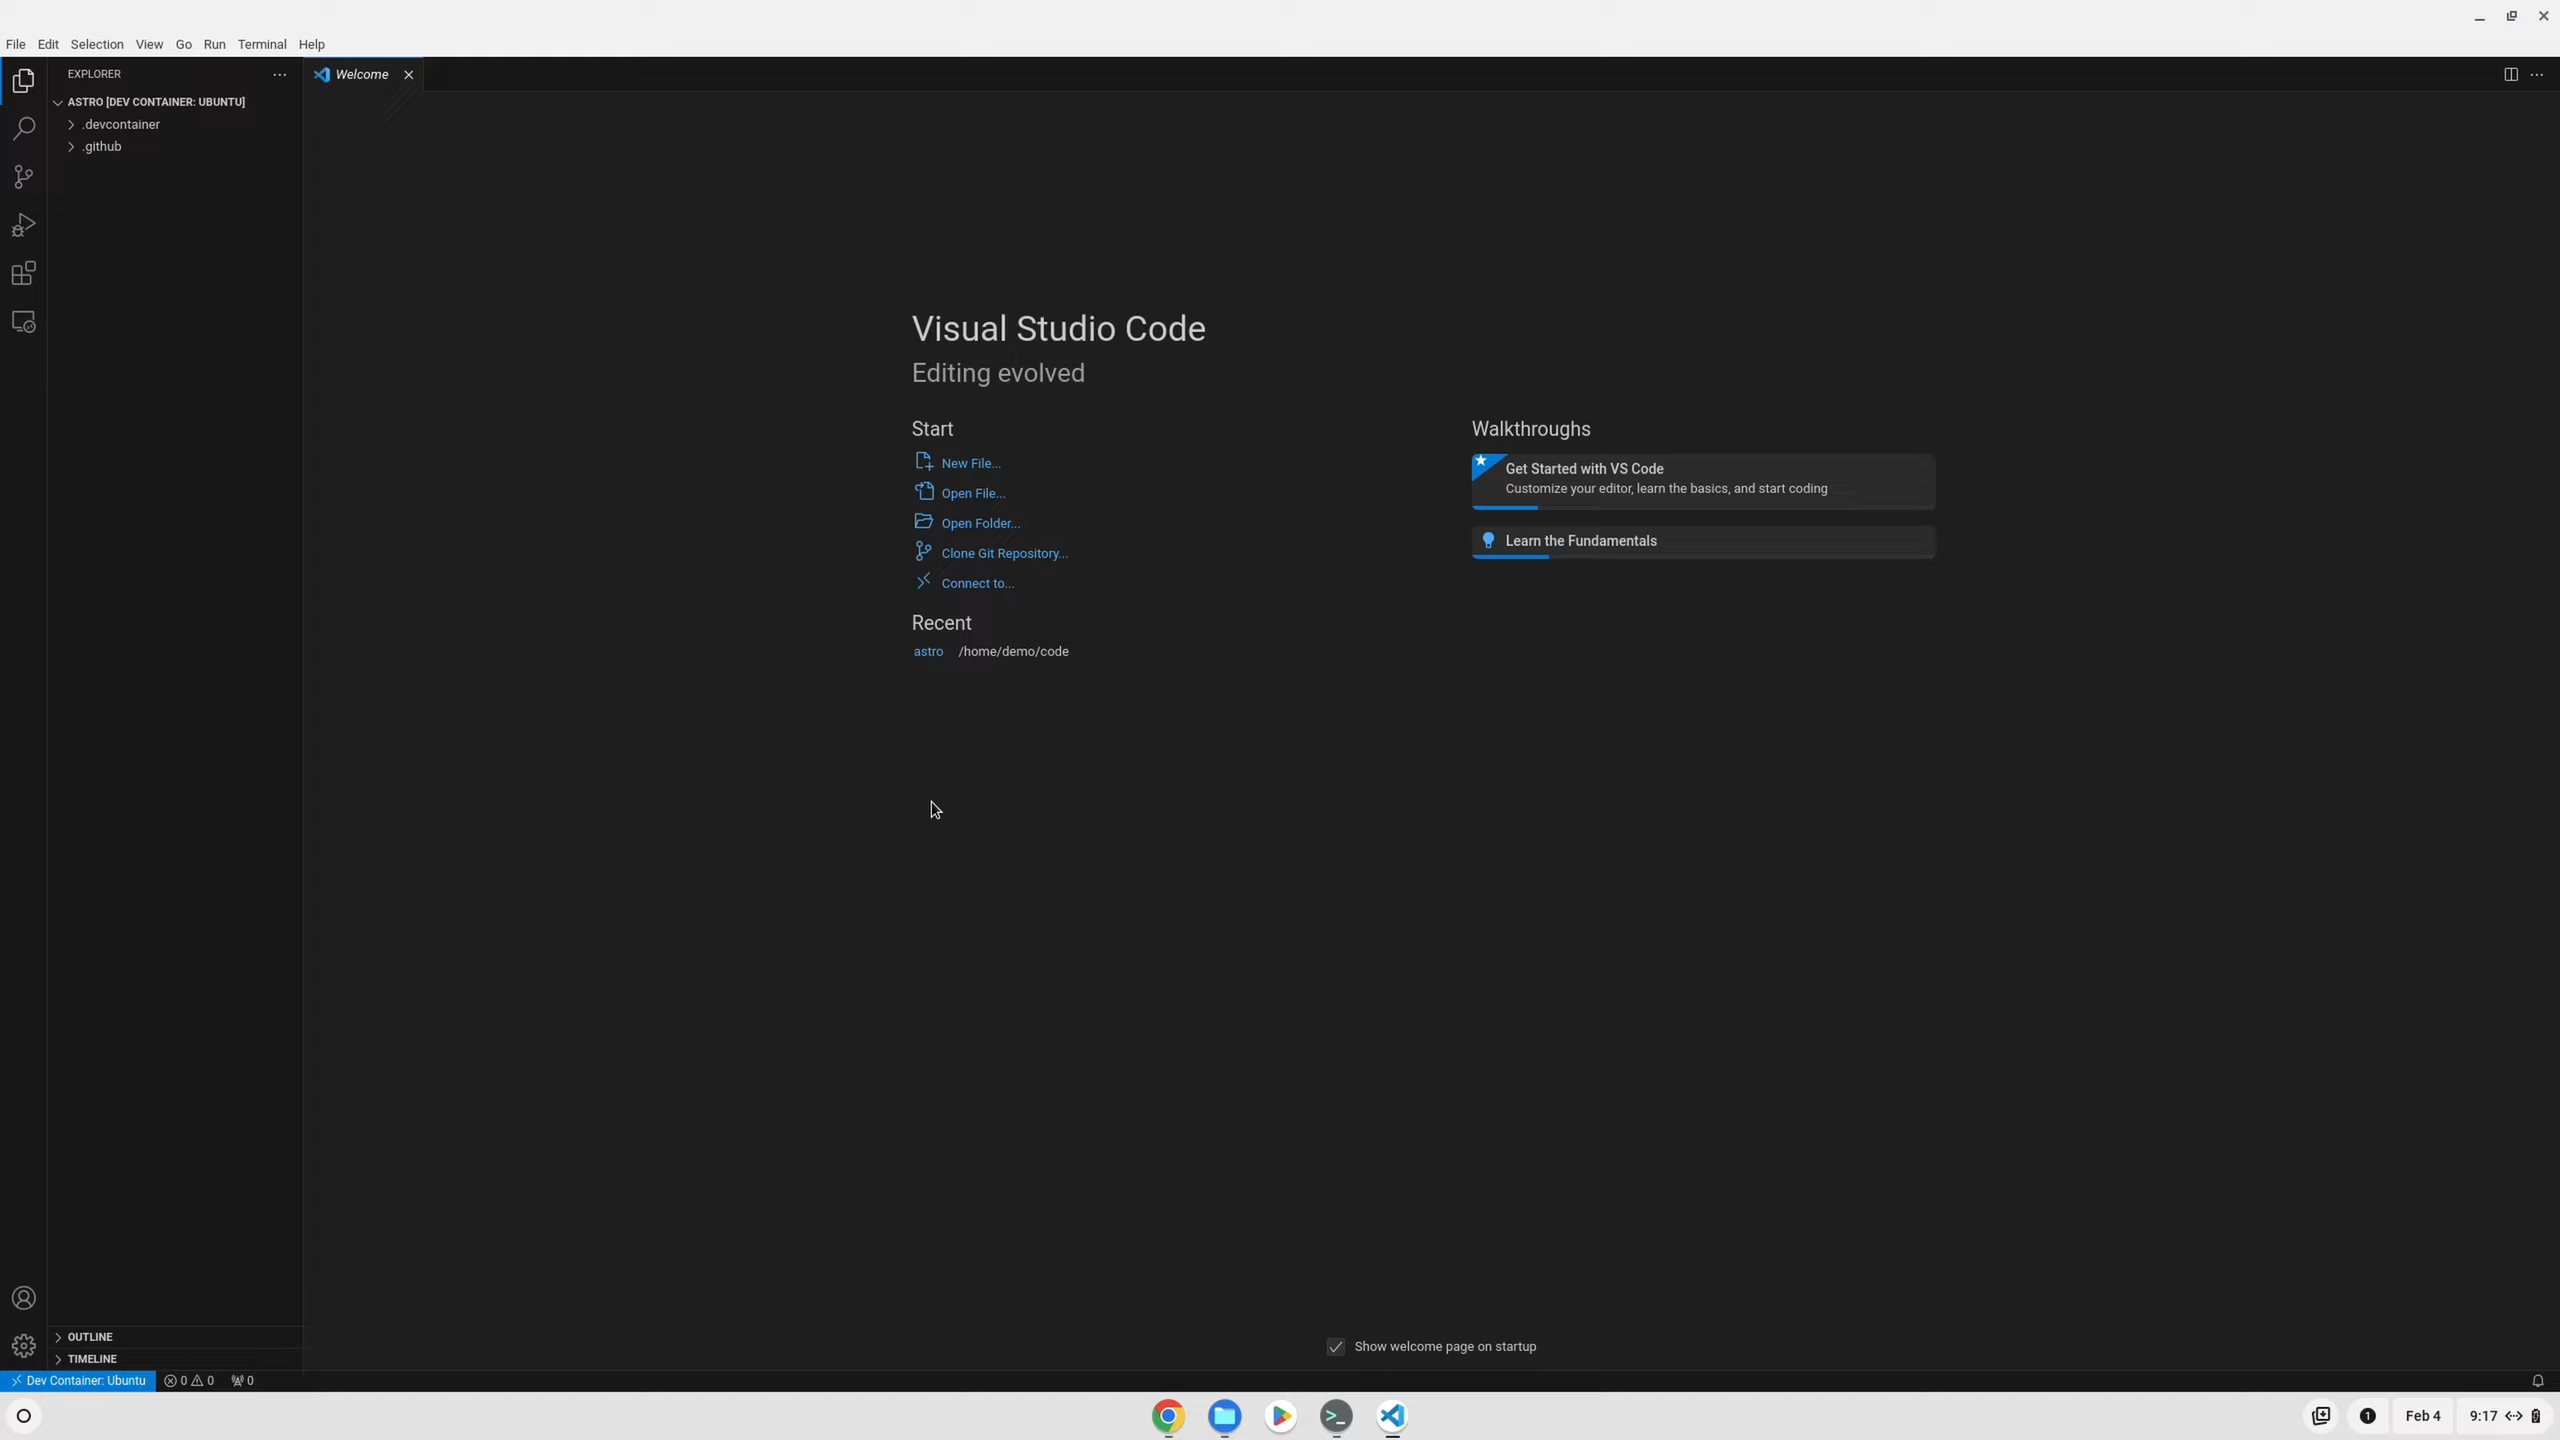 File Edit Selection View Go Run Terminal Help
EXPLORER
Welcome
ASTRO [DEV CONTAINER: UBUNTU]
.devcontainer
.github
Visual Studio Code
Editing evolved
Start
New File...
Open File...
Open Folder...
Clone Git Repository...
Connect to...
Recent
astro /home/demo/code
Walkthroughs
Get Started with VS Code
Customize your editor, learn the basics, and start coding
Learn the Fundamentals
Show welcome page on startup
OUTLINE
TIMELINE
Dev Container: Ubuntu 0 0 0
1 Feb 4 9:17